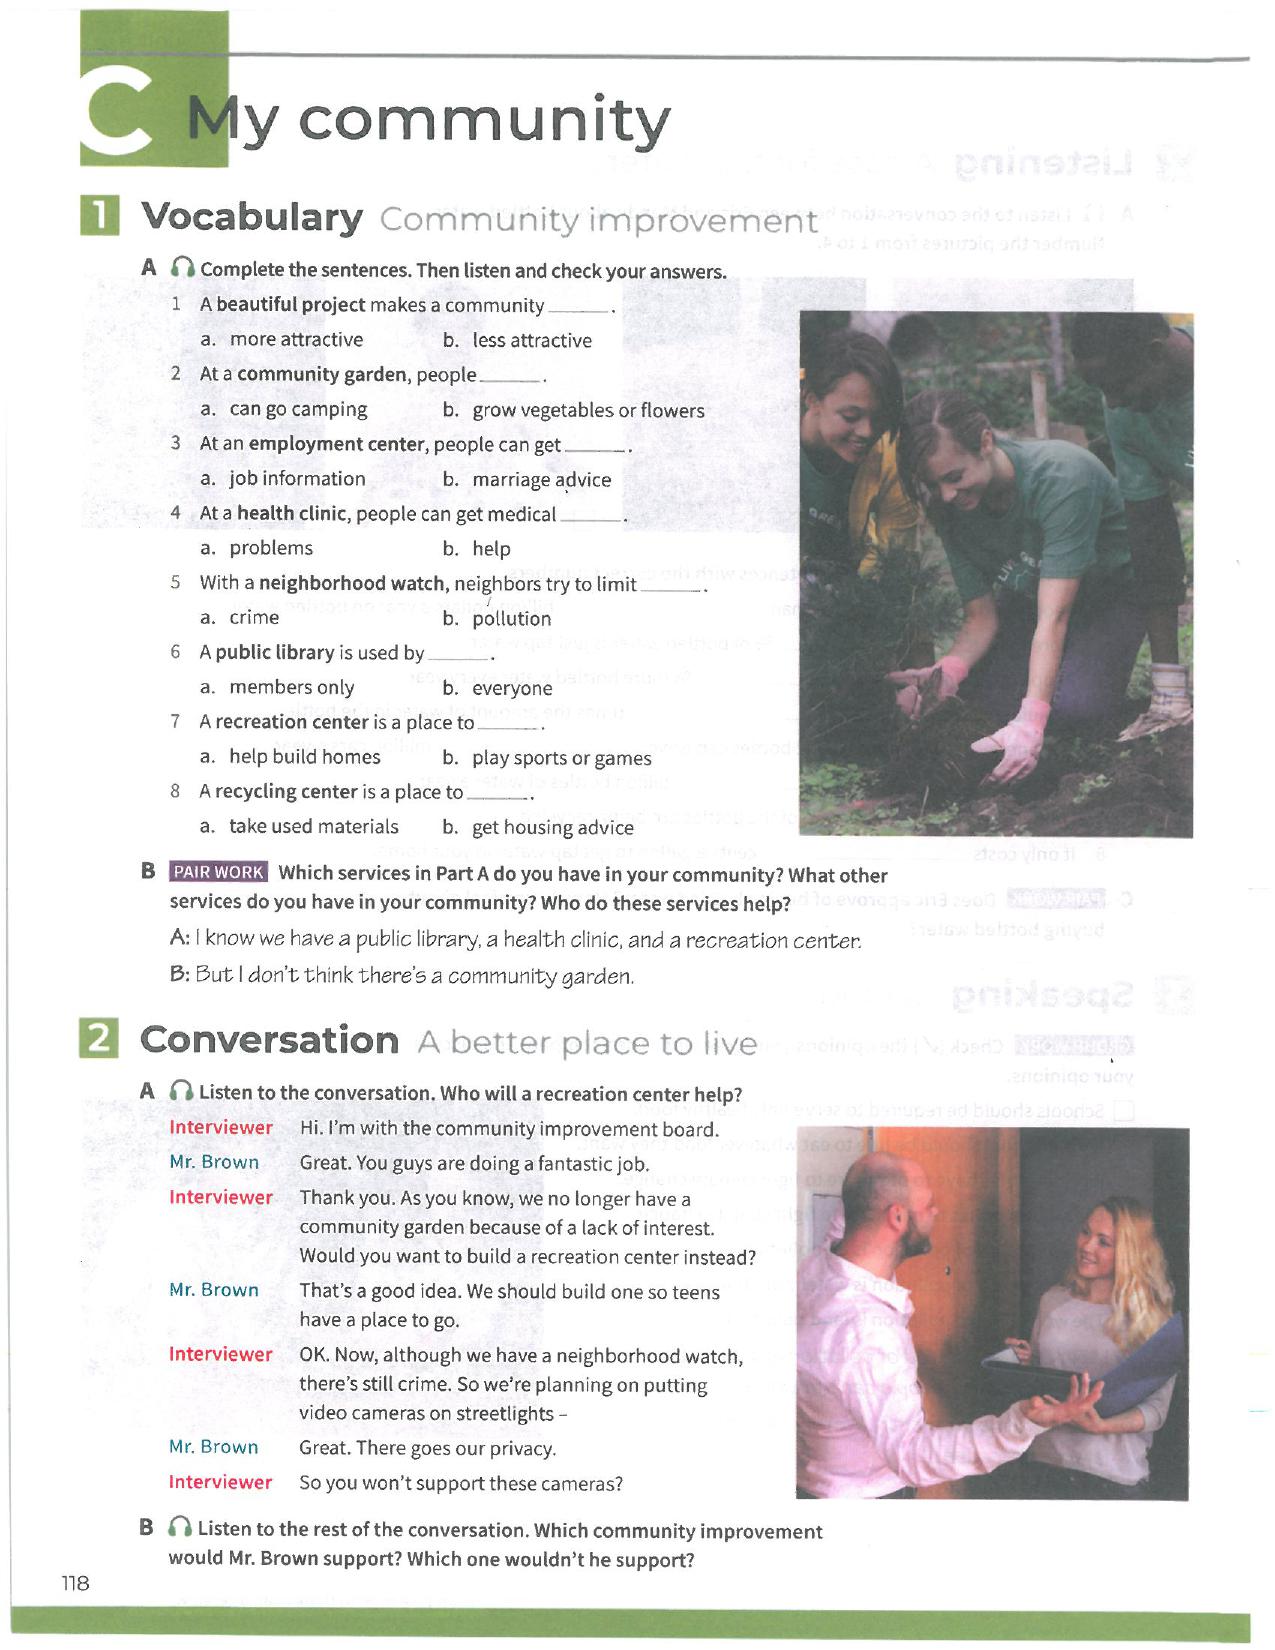 C My community
1 Vocabulary Community improvement
A Complete the sentences. Then listen and check your answers.
1 A beautiful project makes a community ______ .
a. more attractive b. less attractive
2 At a community garden, people ______ .
a. can go camping b. grow vegetables or flowers
3 At an employment center, people can get ______ .
a. job information b. marriage advice
4 At a health clinic, people can get medical ______ .
a. problems b. help
5 With a neighborhood watch, neighbors try to limit ______ .
a. crime b. pollution
6 A public library is used by ______ .
a. members only b. everyone
7 A recreation center is a place to ______ .
a. help build homes b. play sports or games
8 A recycling center is a place to ______ .
a. take used materials b. get housing advice
B PAIR WORK Which services in Part A do you have in your community? What other
services do you have in your community? Who do these services help?
A: I know we have a public library, a health clinic, and a recreation center.
B: But I don't think there's a community garden.
2 Conversation A better place to live
A Listen to the conversation. Who will a recreation center help?
Interviewer Hi. I'm with the community improvement board.
Mr. Brown Great. You guys are doing a fantastic job.
Interviewer Thank you. As you know, we no longer have a
community garden because of a lack of interest.
Would you want to build a recreation center instead?
Mr. Brown That's a good idea. We should build one so teens
have a place to go.
Interviewer OK. Now, although we have a neighborhood watch,
there's still crime. So we're planning on putting
video cameras on streetlights –
Mr. Brown Great. There goes our privacy.
Interviewer So you won't support these cameras?
B Listen to the rest of the conversation. Which community improvement
would Mr. Brown support? Which one wouldn't he support?
118